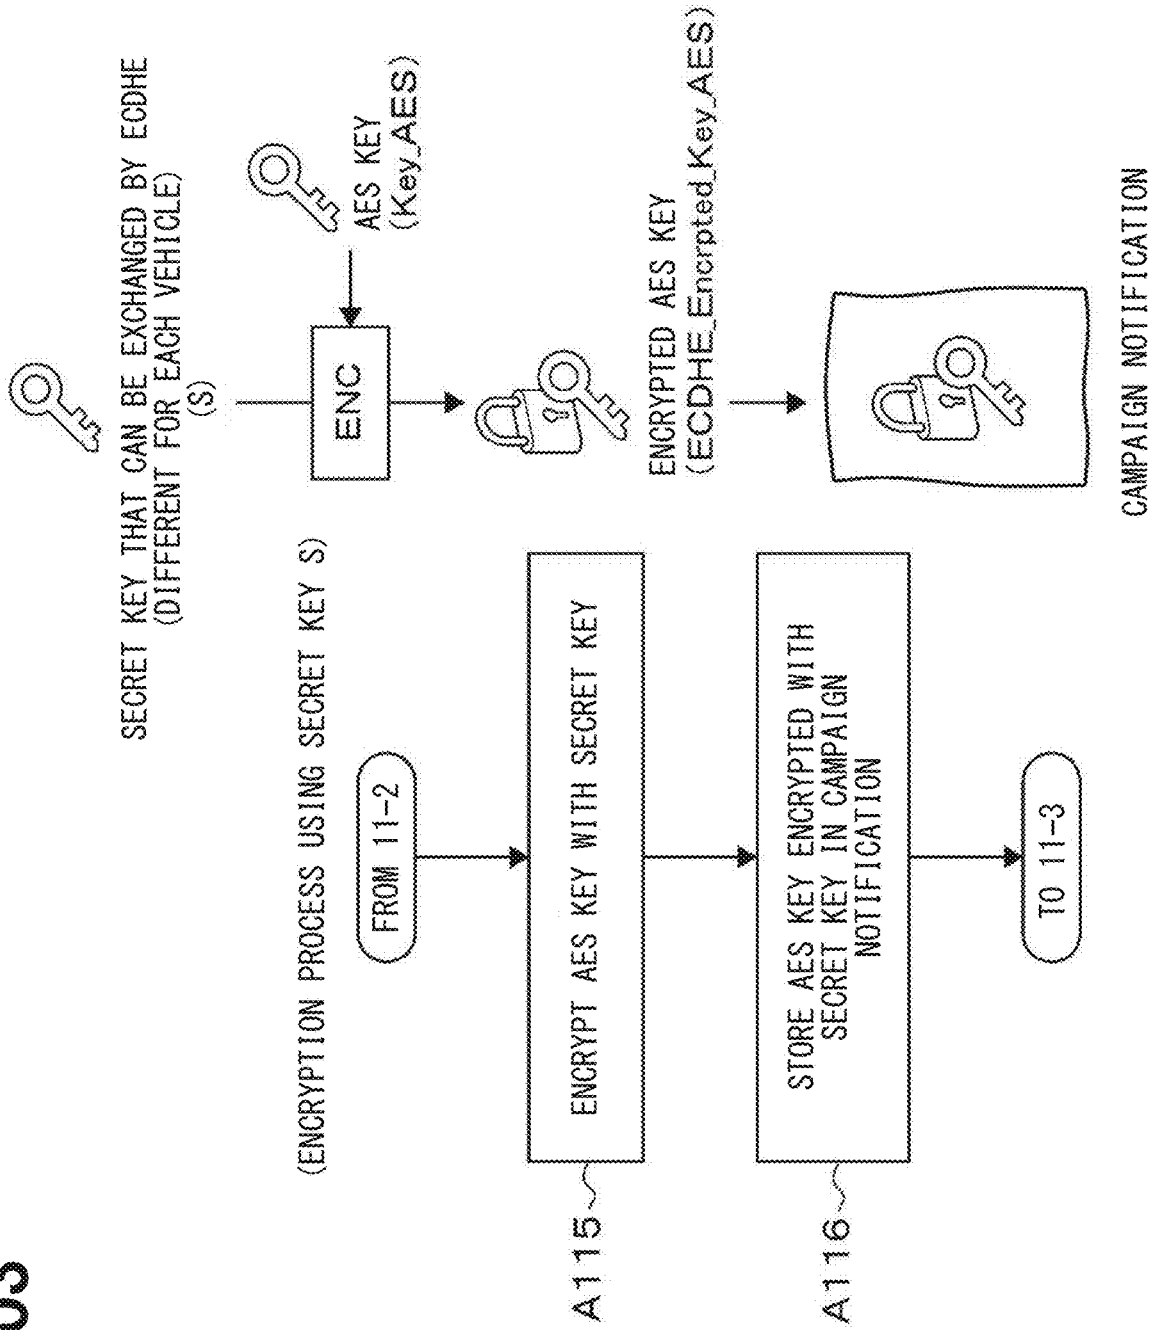 (ENCRYPTION PROCESS USING SECRET KEY S)
FROM 11-2
A115
ENCRYPT AES KEY WITH SECRET KEY
A116
STORE AES KEY ENCRYPTED WITH
SECRET KEY IN CAMPAIGN
NOTIFICATION
TO 11-3
SECRET KEY THAT CAN BE EXCHANGED BY ECDHE
(DIFFERENT FOR EACH VEHICLE)
(S)
ENC
AES KEY
(Key_AES)
ENCRYPTED AES KEY
(ECDHE_Encrpted_Key_AES)
CAMPAIGN NOTIFICATION